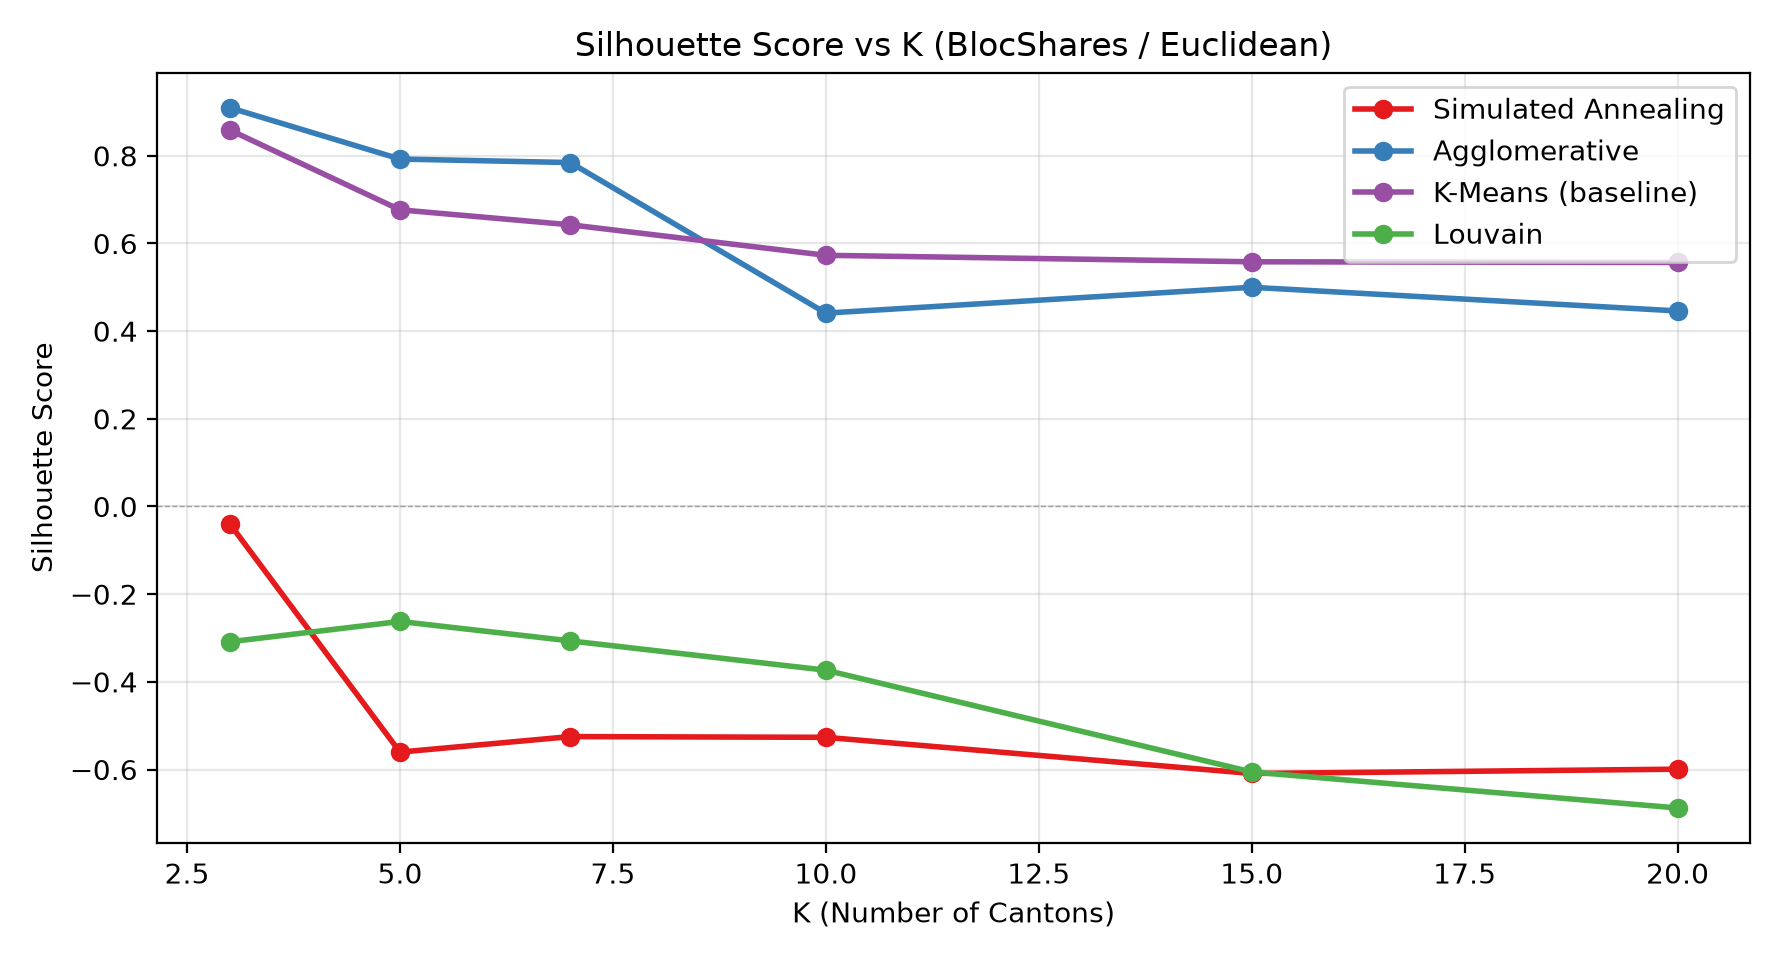 Silhouette Score vs K (BlocShares / Euclidean)
Simulated Annealing
Agglomerative
K-Means (baseline)
Louvain
Silhouette Score
0.8
0.6
0.4
0.2
0.0
−0.2
−0.4
−0.6
2.5
5.0
7.5
10.0
12.5
15.0
17.5
20.0
K (Number of Cantons)